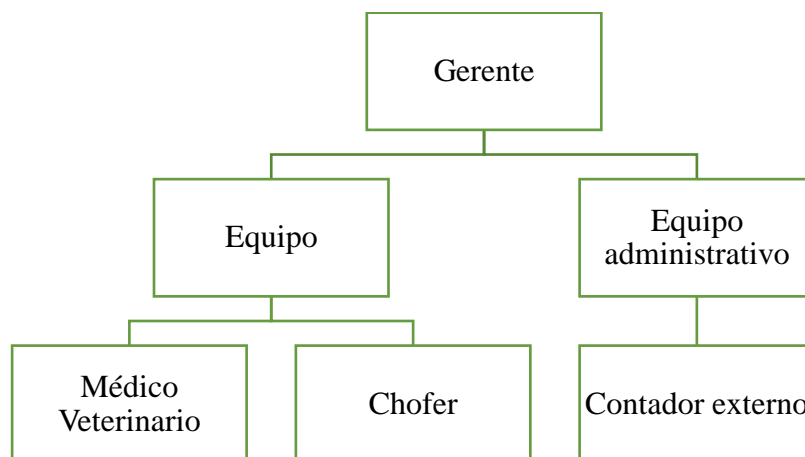 Gerente
Equipo
Equipo
administrativo
Médico
Veterinario
Chofer
Contador externo